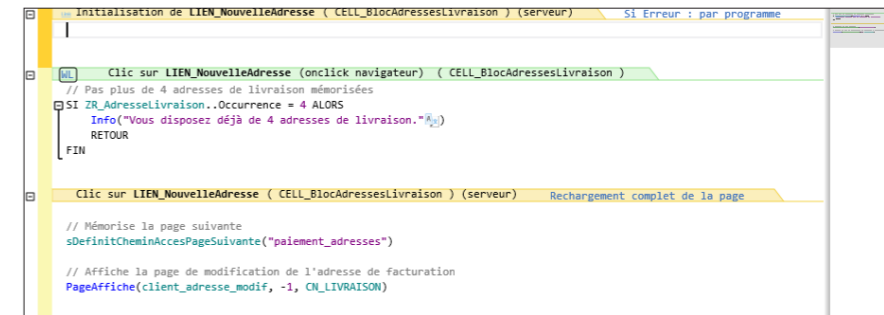 Initialisation de LIEN_NouvelleAdresse ( CELL_BlocAdressesLivraison ) (serveur) Si Erreur : par programme
WL Clic sur LIEN_NouvelleAdresse (onclick navigateur) ( CELL_BlocAdressesLivraison )
// Pas plus de 4 adresses de livraison mémorisées
SI ZR_AdresseLivraison..Occurrence = 4 ALORS
Info("Vous disposez déjà de 4 adresses de livraison.")
RETOUR
FIN
Clic sur LIEN_NouvelleAdresse ( CELL_BlocAdressesLivraison ) (serveur) Rechargement complet de la page
// Mémorise la page suivante
sDefinitCheminAccesPageSuivante("paiement_adresses")
// Affiche la page de modification de l'adresse de facturation
PageAffiche(client_adresse_modif, -1, CN_LIVRAISON)